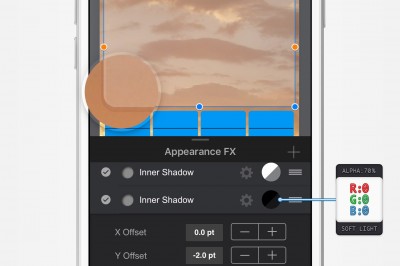 Appearance FX
Inner Shadow
Inner Shadow
ALPHA:70%
R:0
G:0
B:0
SOFT LIGHT
X Offset 0.0 pt
Y Offset -2.0 pt